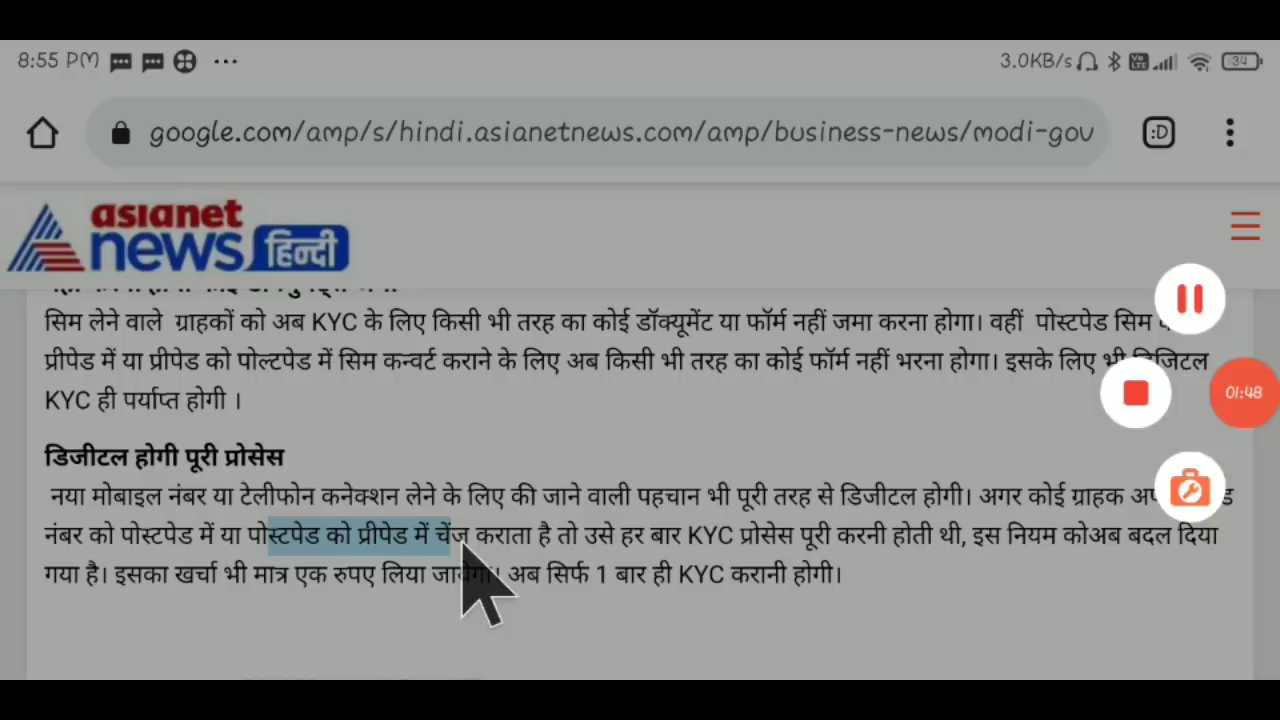 8:55 PM ...
3.0KB/s 34
google.com/amp/s/hindi.asianetnews.com/amp/business-news/modi-gov
:D
asianet
news हिन्दी
सिम लेने वाले ग्राहकों को अब KYC के लिए किसी भी तरह का कोई डॉक्यूमेंट या फॉर्म नहीं जमा करना होगा। वहीं पोस्टपेड सिम
प्रीपेड में या प्रीपेड को पोल्टपेड में सिम कन्वर्ट कराने के लिए अब किसी भी तरह का कोई फॉर्म नहीं भरना होगा। इसके लिए भी डिजिटल
KYC ही पर्याप्त होगी ।
01:48
डिजीटल होगी पूरी प्रोसेस
नया मोबाइल नंबर या टेलीफोन कनेक्शन लेने के लिए की जाने वाली पहचान भी पूरी तरह से डिजीटल होगी। अगर कोई ग्राहक
नंबर को पोस्टपेड में या पोस्टपेड को प्रीपेड में चेंज कराता है तो उसे हर बार KYC प्रोसेस पूरी करनी होती थी, इस नियम कोअब बदल दिया
गया है। इसका खर्चा भी मात्र एक रुपए लिया जायेगा। अब सिर्फ 1 बार ही KYC करानी होगी।